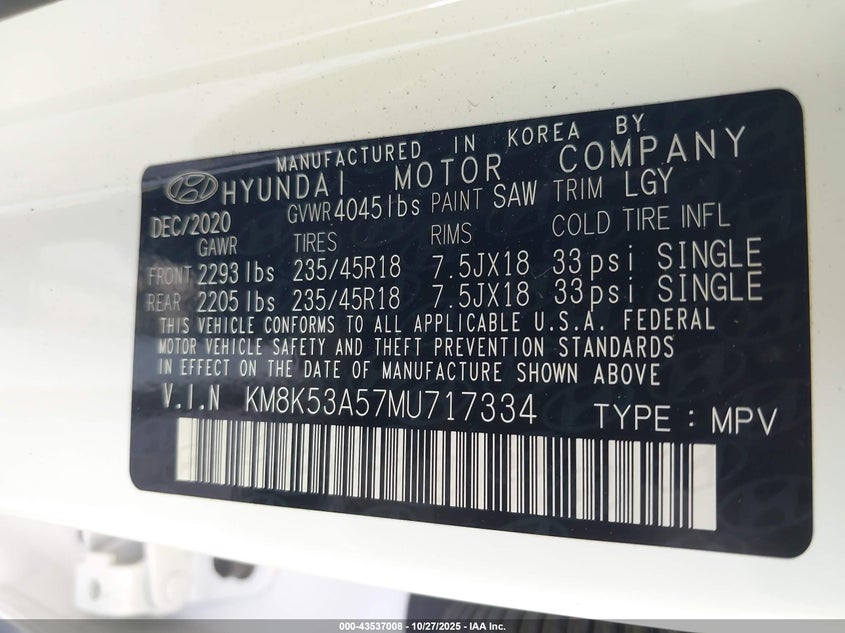 MANUFACTURED IN KOREA BY
HYUNDAI MOTOR COMPANY
DEC/2020 GVWR 4045 lbs PAINT SAW TRIM LGY
GAWR TIRES RIMS COLD TIRE INFL
FRONT 2293 lbs 235/45R18 7.5JX18 33psi SINGLE
REAR 2205 lbs 235/45R18 7.5JX18 33psi SINGLE
THIS VEHICLE CONFORMS TO ALL APPLICABLE U.S.A. FEDERAL
MOTOR VEHICLE SAFETY AND THEFT PREVENTION STANDARDS
IN EFFECT ON THE DATE OF MANUFACTURE SHOWN ABOVE
V.I.N KM8K53A57MU717334 TYPE : MPV
000-43537008 - 10/27/2025 - IAA Inc.